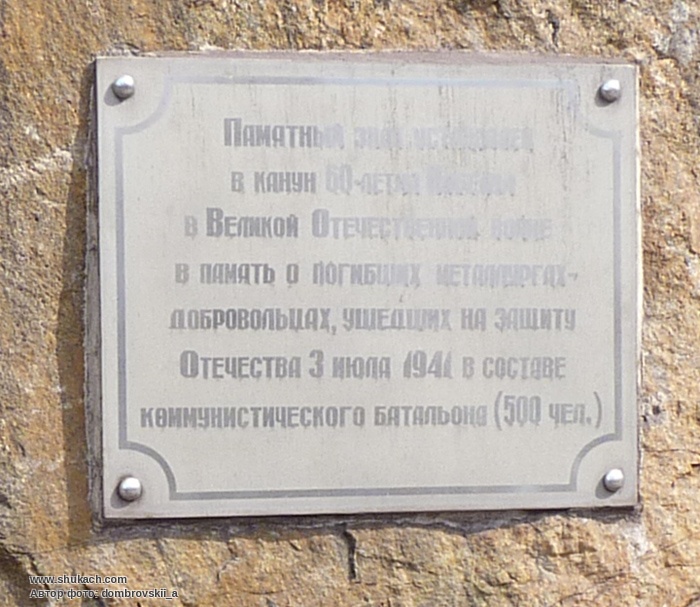 Памятный знак установлен
в канун 60-летия Победы
в Великой Отечественной войне
в память о погибших металлургах-
добровольцах, ушедших на защиту
Отечества 3 июля 1941 в составе
коммунистического батальона (500 чел.)
www.shukach.com
Автор фото: dombrovskii_a